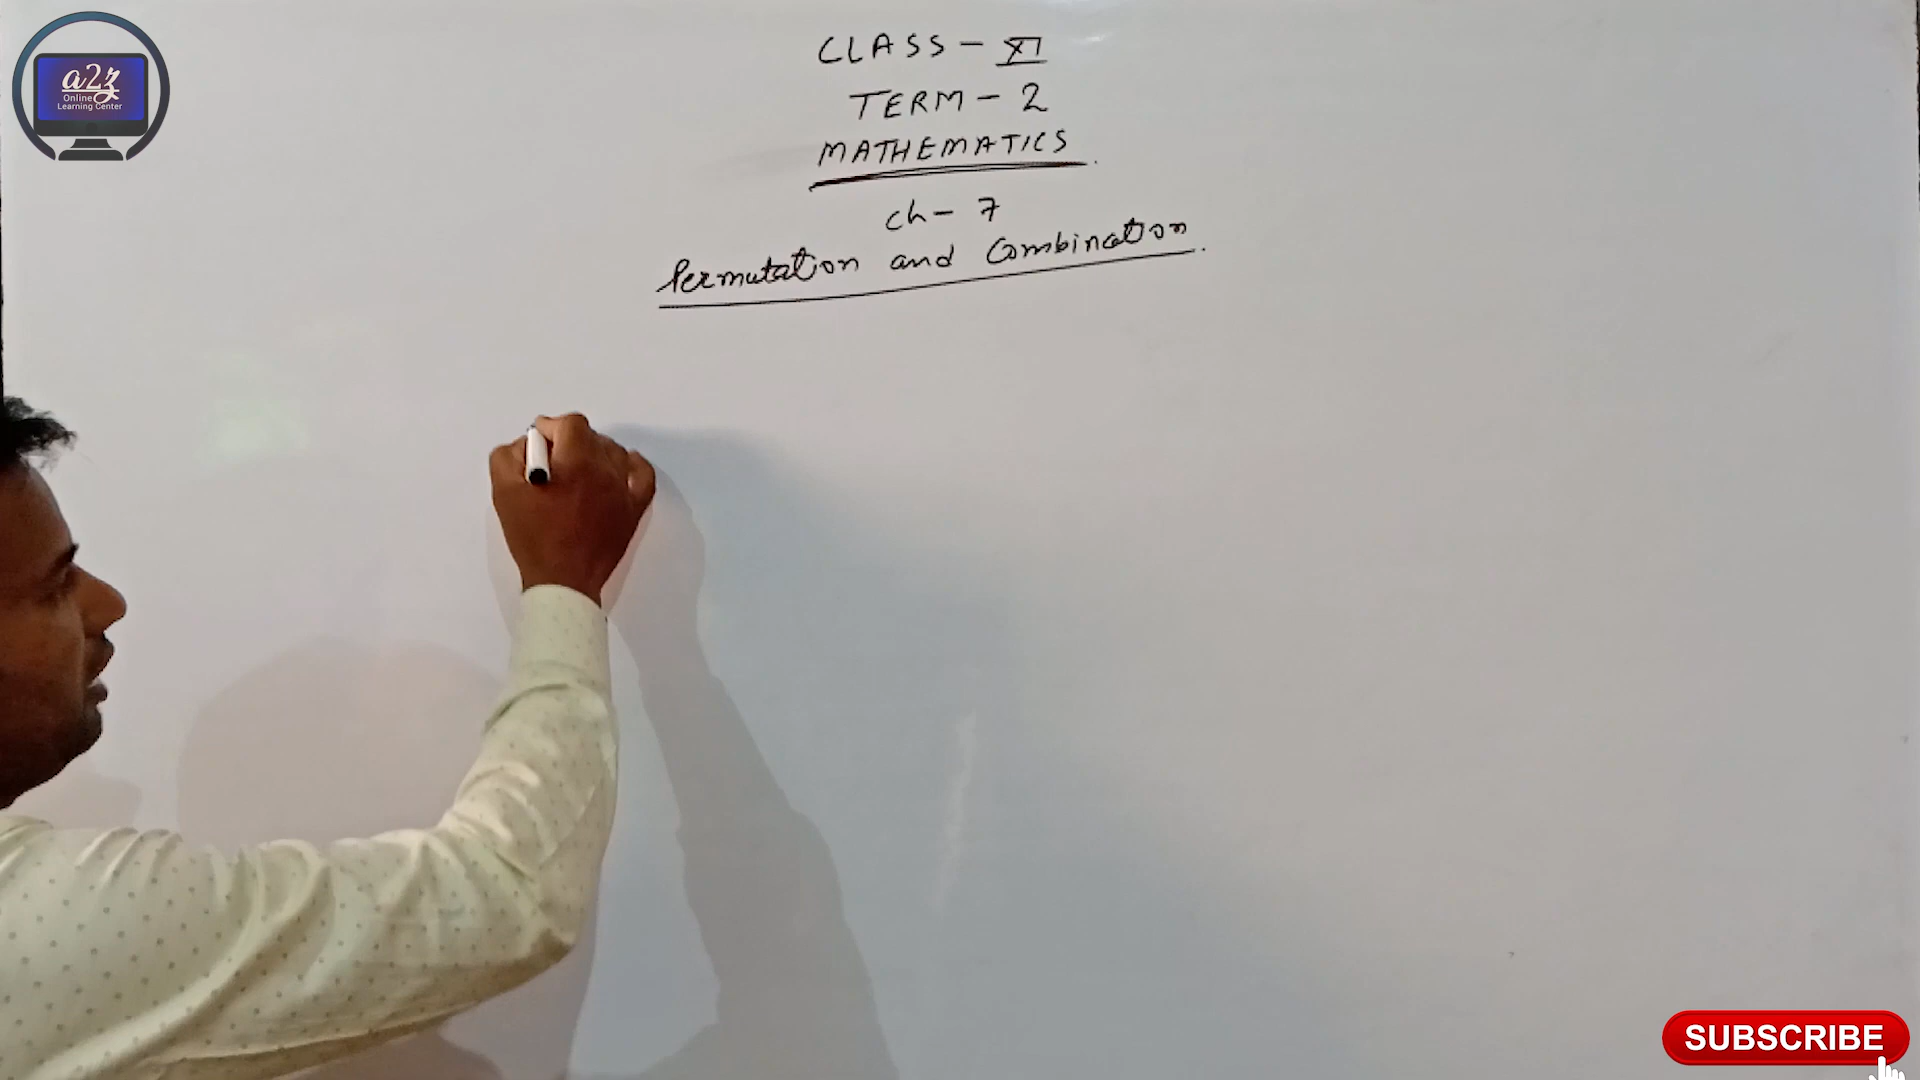 a2z
Online
Learning Center
CLASS - XI
TERM - 2
MATHEMATICS.
Ch - 7
Permutation and Combination.
SUBSCRIBE